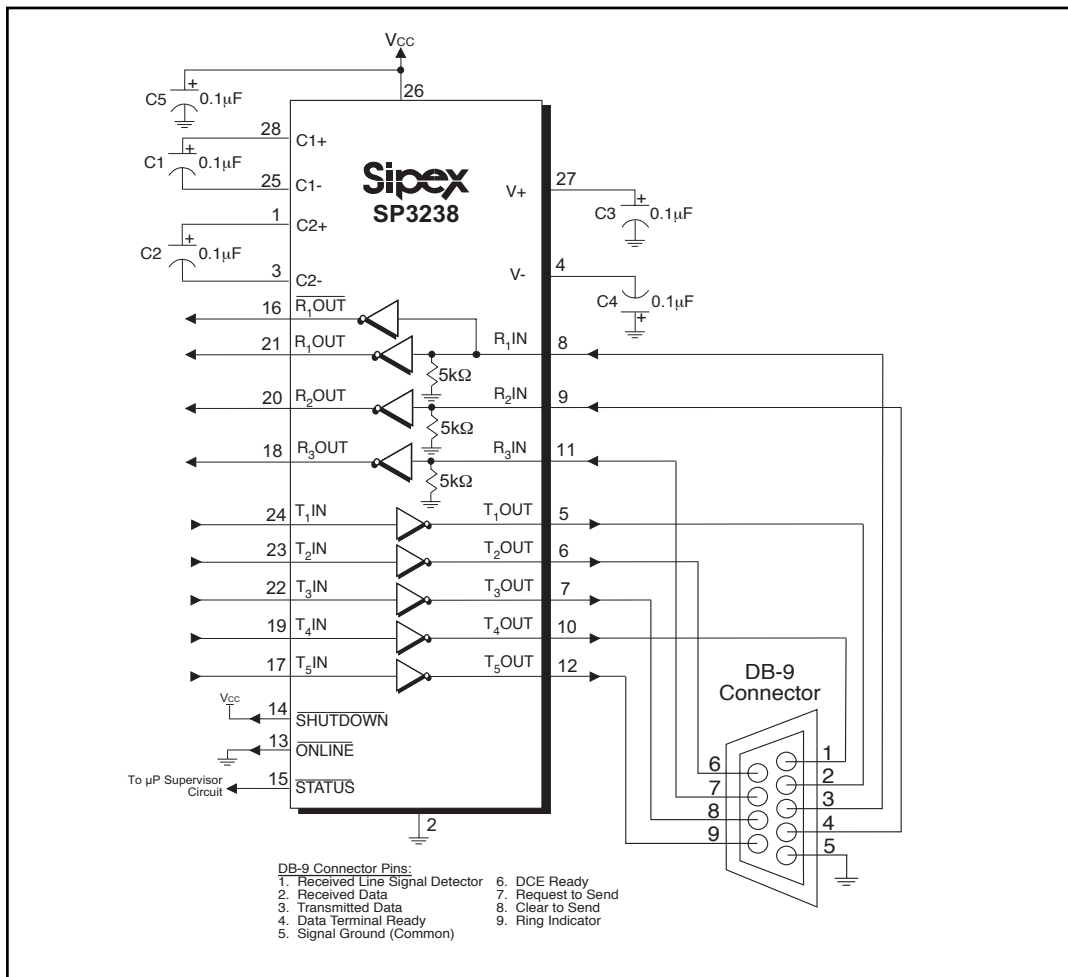 VCC
C5 + 0.1µF
26
28 C1+
C1 + 0.1µF
25 C1-
1 C2+
C2 + 0.1µF
3 C2-
Sipex
SP3238
V+ 27
C3 + 0.1µF
V- 4
C4 0.1µF +
16 R1OUT
21 R1OUT R1IN 8
5kΩ
20 R2OUT R2IN 9
5kΩ
18 R3OUT R3IN 11
5kΩ
24 T1IN T1OUT 5
23 T2IN T2OUT 6
22 T3IN T3OUT 7
19 T4IN T4OUT 10
17 T5IN T5OUT 12
VCC
14 SHUTDOWN
13 ONLINE
To µP Supervisor
Circuit
15 STATUS
2
DB-9
Connector
6
7
8
9
1
2
3
4
5
DB-9 Connector Pins:
1. Received Line Signal Detector 6. DCE Ready
2. Received Data 7. Request to Send
3. Transmitted Data 8. Clear to Send
4. Data Terminal Ready 9. Ring Indicator
5. Signal Ground (Common)